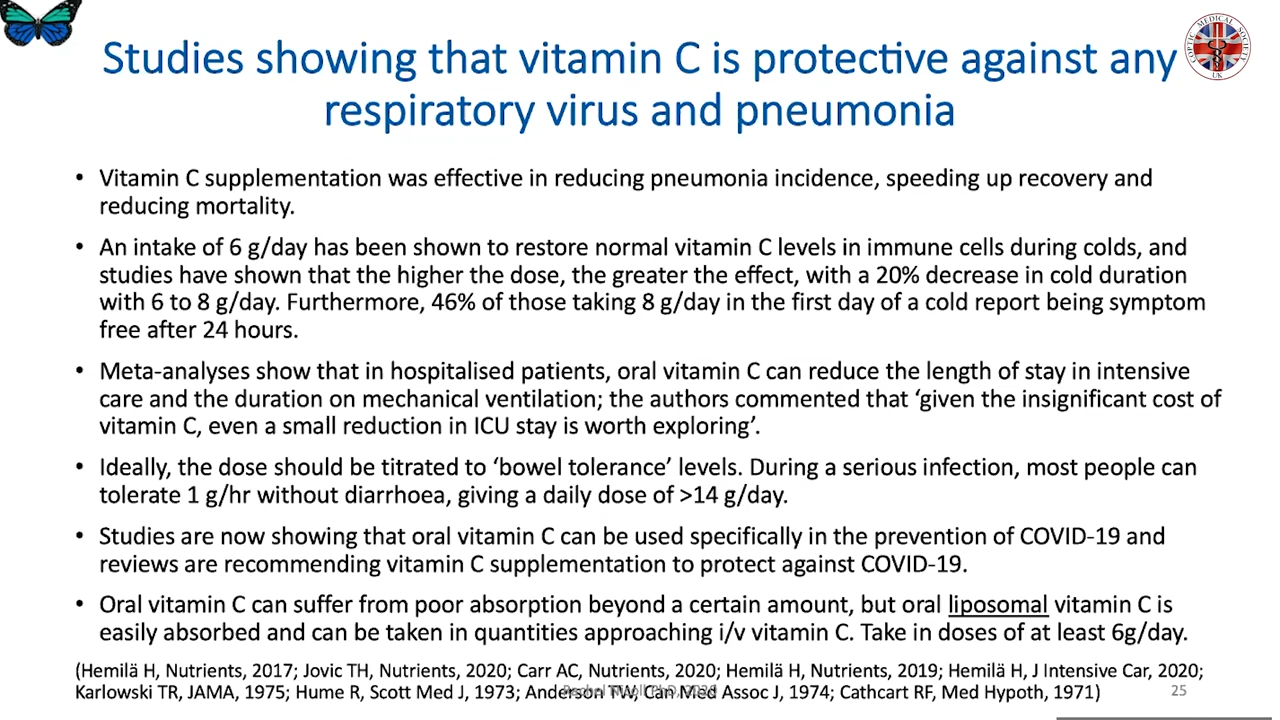 Studies showing that vitamin C is protective against any
respiratory virus and pneumonia
COPTIC MEDICAL SOCIETY
UK
• Vitamin C supplementation was effective in reducing pneumonia incidence, speeding up recovery and
reducing mortality.
• An intake of 6 g/day has been shown to restore normal vitamin C levels in immune cells during colds, and
studies have shown that the higher the dose, the greater the effect, with a 20% decrease in cold duration
with 6 to 8 g/day. Furthermore, 46% of those taking 8 g/day in the first day of a cold report being symptom
free after 24 hours.
• Meta-analyses show that in hospitalised patients, oral vitamin C can reduce the length of stay in intensive
care and the duration on mechanical ventilation; the authors commented that ‘given the insignificant cost of
vitamin C, even a small reduction in ICU stay is worth exploring’.
• Ideally, the dose should be titrated to ‘bowel tolerance’ levels. During a serious infection, most people can
tolerate 1 g/hr without diarrhoea, giving a daily dose of >14 g/day.
• Studies are now showing that oral vitamin C can be used specifically in the prevention of COVID-19 and
reviews are recommending vitamin C supplementation to protect against COVID-19.
• Oral vitamin C can suffer from poor absorption beyond a certain amount, but oral liposomal vitamin C is
easily absorbed and can be taken in quantities approaching i/v vitamin C. Take in doses of at least 6g/day.
(Hemilä H, Nutrients, 2017; Jovic TH, Nutrients, 2020; Carr AC, Nutrients, 2020; Hemilä H, Nutrients, 2019; Hemilä H, J Intensive Car, 2020;
Karlowski TR, JAMA, 1975; Hume R, Scott Med J, 1973; Anderson TW, Can Med Assoc J, 1974; Cathcart RF, Med Hypoth, 1971)
25